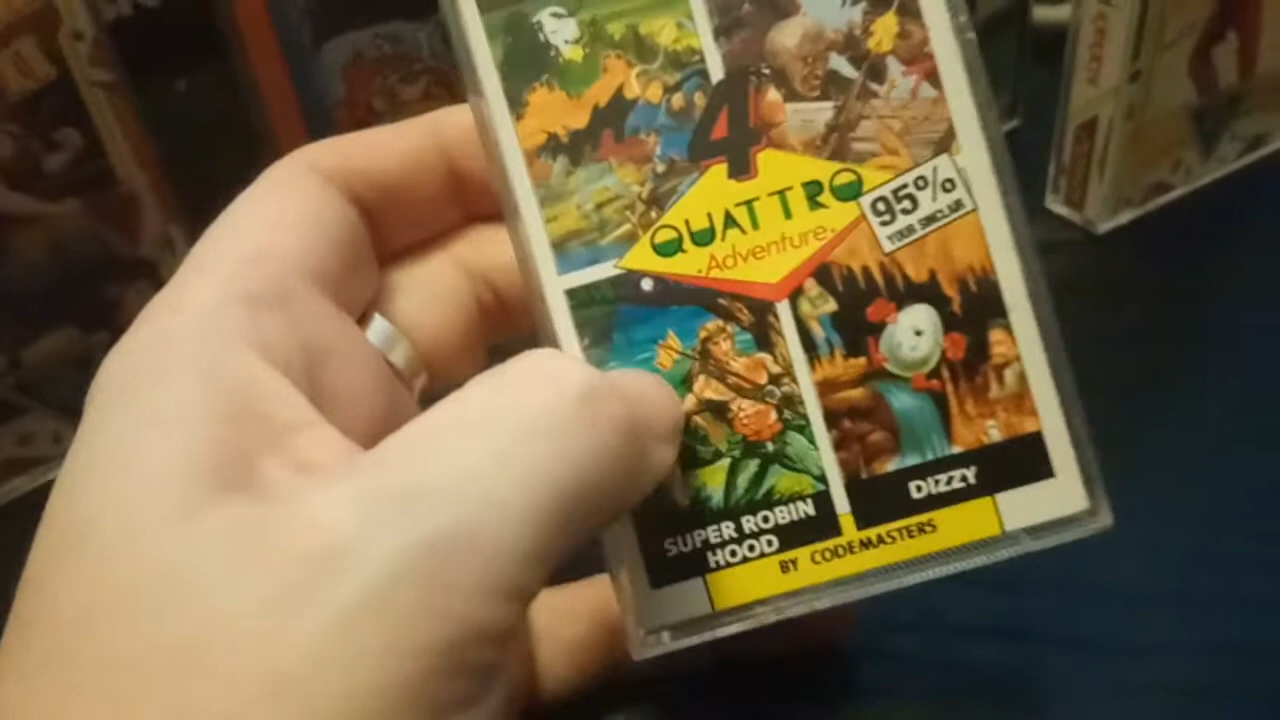 4
QUATTRO
Adventure
95%
YOUR SINCLAIR
SUPER ROBIN
HOOD
DIZZY
BY CODEMASTERS